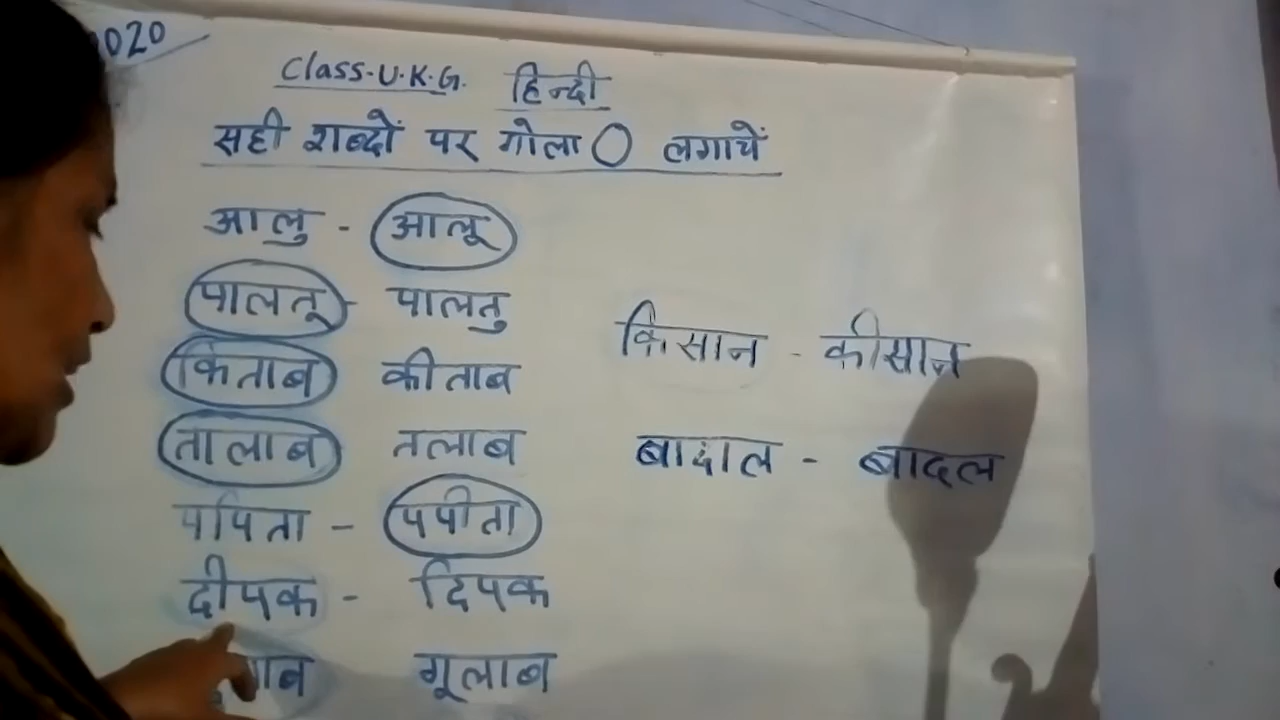 2020
Class-U.K.G. हिन्दी
सही शब्दों पर गोला O लगायें
आलु - आलू
पालतू - पालतु
किताब कीताब
तालाब तलाब
पपिता - पपीता
दीपक - दिपक
गूलाब
किसान - कीसान
बादाल - बादल